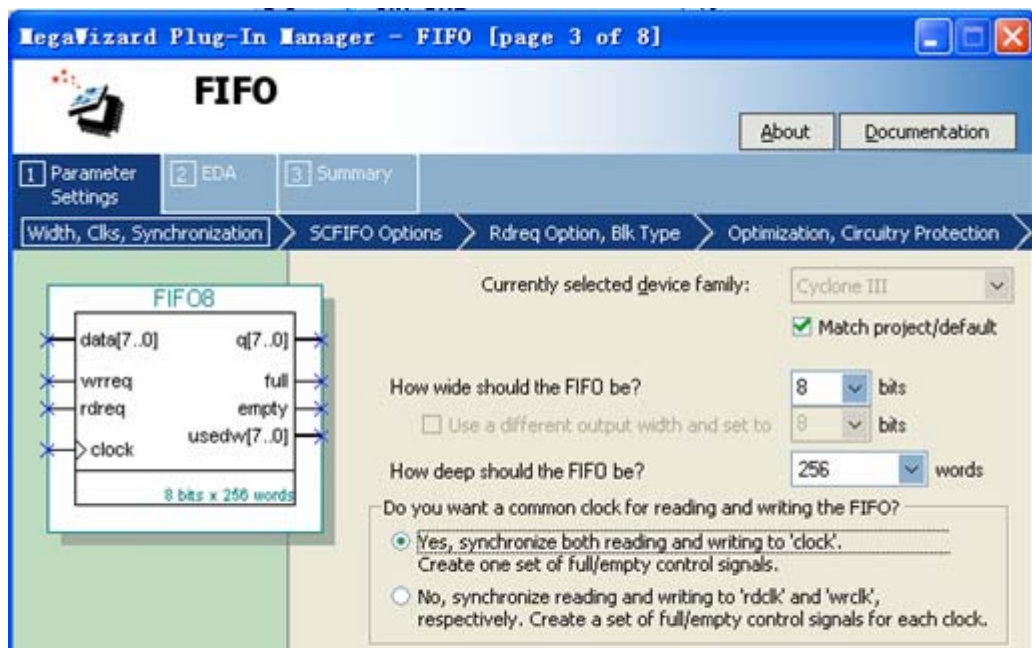 MegaWizard Plug-In Manager - FIFO [page 3 of 8]
FIFO
About
Documentation
1 Parameter Settings
2 EDA
3 Summary
Width, Clks, Synchronization
SCFIFO Options
Rdreq Option, Blk Type
Optimization, Circuitry Protection
FIFO8
data[7..0] q[7..0]
wrreq full
rdreq empty
usedw[7..0]
clock
8 bits x 256 words
Currently selected device family: Cyclone III
Match project/default
How wide should the FIFO be? 8 bits
Use a different output width and set to 8 bits
How deep should the FIFO be? 256 words
Do you want a common clock for reading and writing the FIFO?
Yes, synchronize both reading and writing to 'clock'.
Create one set of full/empty control signals.
No, synchronize reading and writing to 'rdclk' and 'wrclk',
respectively. Create a set of full/empty control signals for each clock.